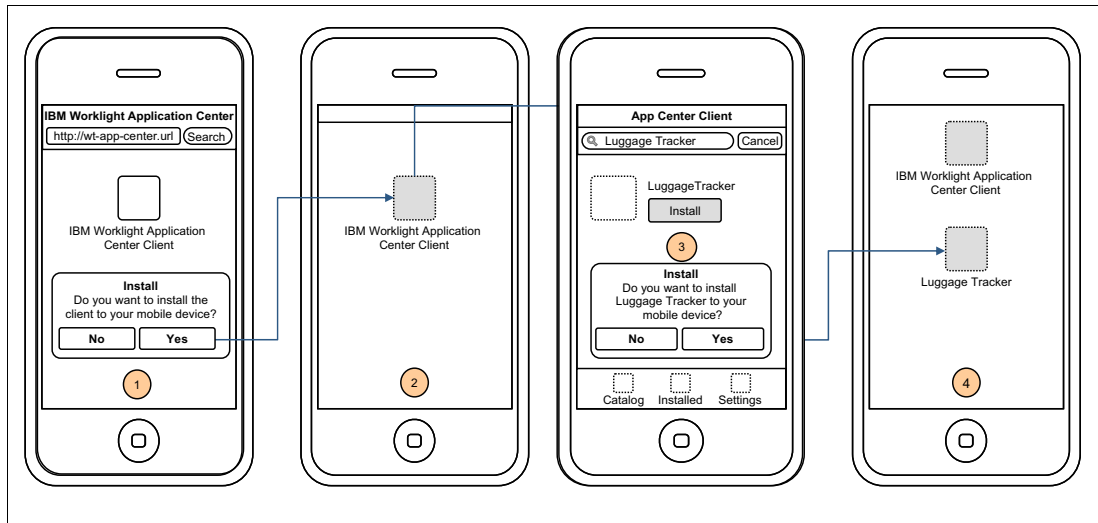 IBM Worklight Application Center
http://wt-app-center.url
Search
IBM Worklight Application
Center Client
Install
Do you want to install the
client to your mobile device?
No
Yes
1
IBM Worklight Application
Center Client
2
App Center Client
Luggage Tracker
Cancel
LuggageTracker
Install
3
Install
Do you want to install
Luggage Tracker to your
mobile device?
No
Yes
Catalog
Installed
Settings
IBM Worklight Application
Center Client
Luggage Tracker
4